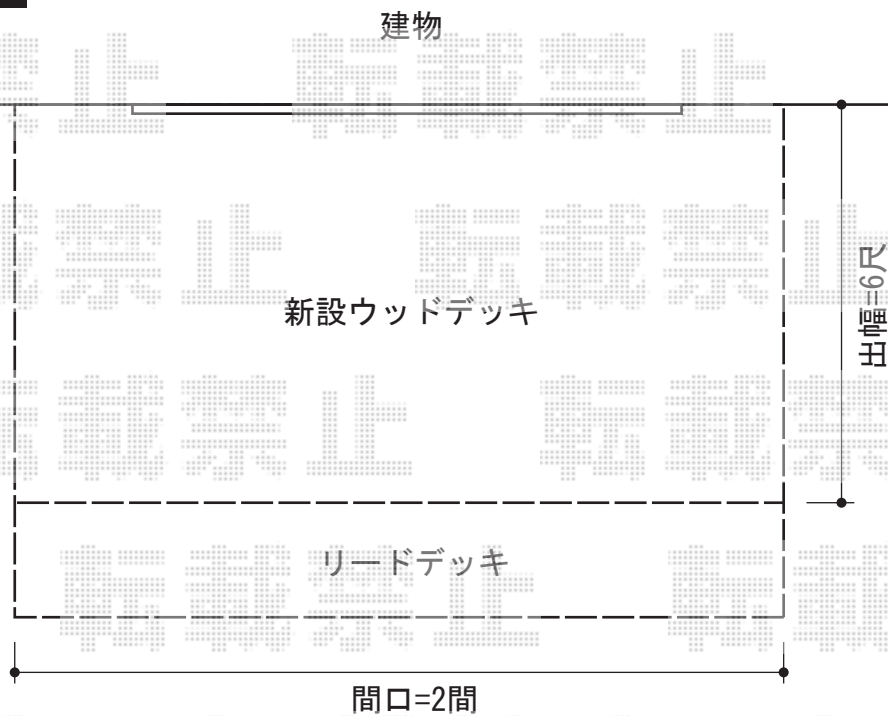 建物
転載禁止
新設ウッドデッキ
出幅=6尺
リードデッキ
間口=2間